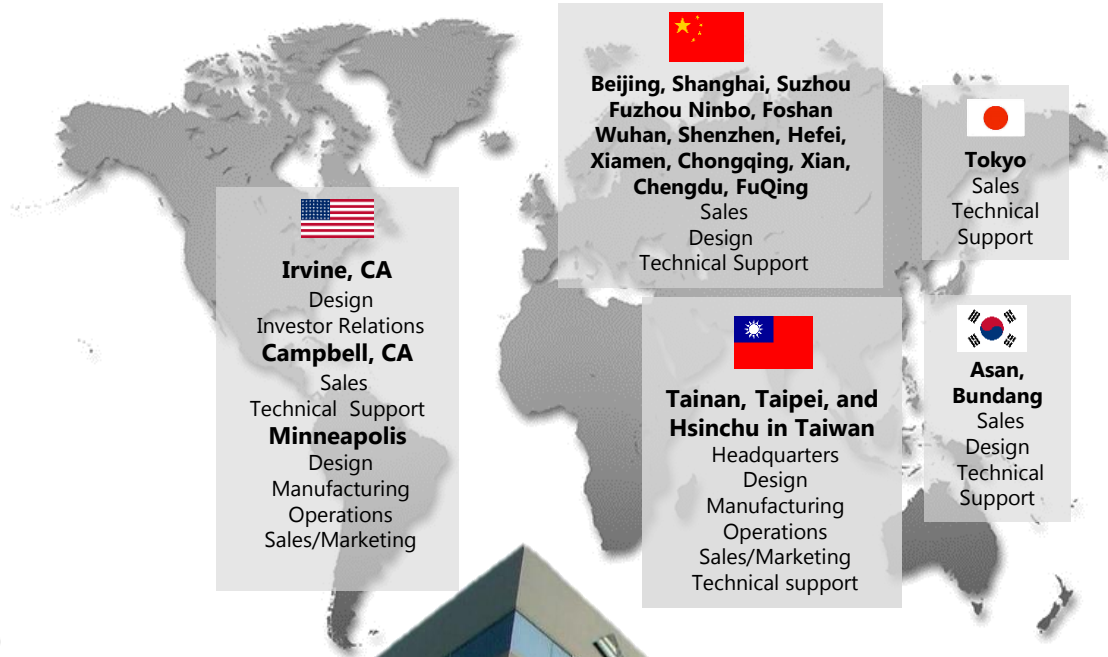 Irvine, CA
Design
Investor Relations
Campbell, CA
Sales
Technical Support
Minneapolis
Design
Manufacturing
Operations
Sales/Marketing
Beijing, Shanghai, Suzhou
Fuzhou Ninbo, Foshan
Wuhan, Shenzhen, Hefei,
Xiamen, Chongqing, Xian,
Chengdu, FuQing
Sales
Design
Technical Support
Tainan, Taipei, and
Hsinchu in Taiwan
Headquarters
Design
Manufacturing
Operations
Sales/Marketing
Technical support
Tokyo
Sales
Technical
Support
Asan,
Bundang
Sales
Design
Technical
Support